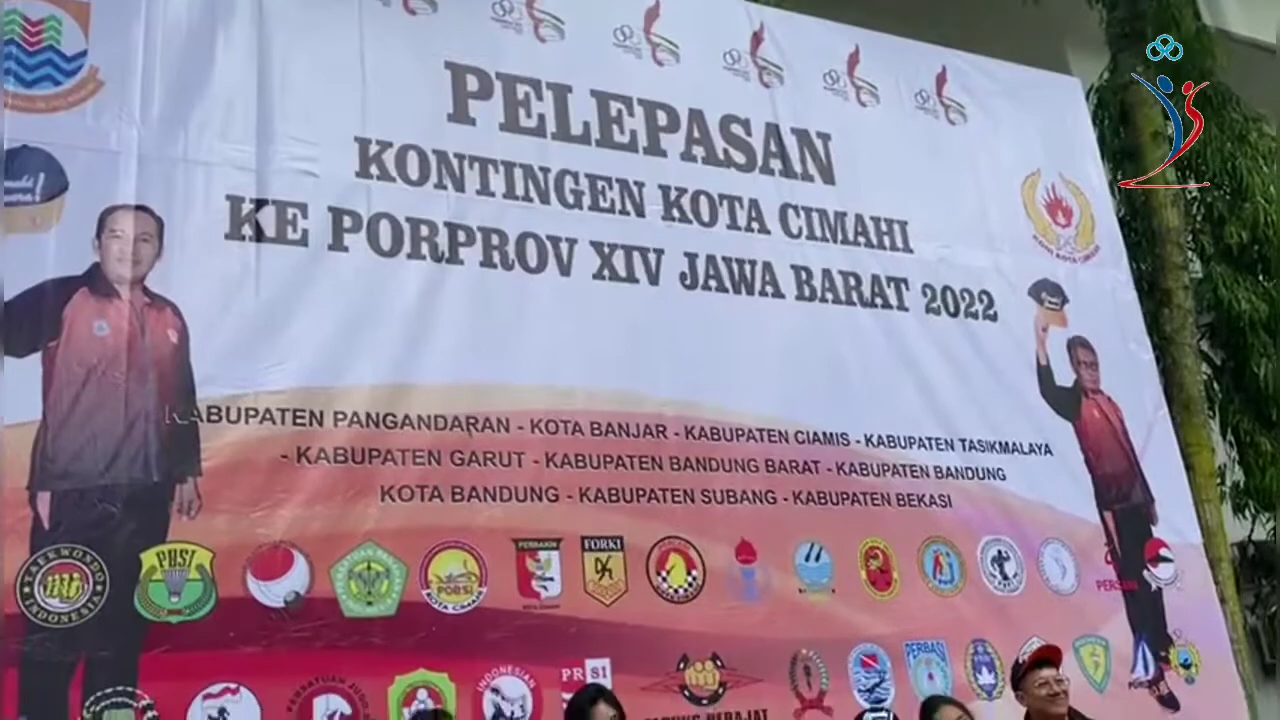 PELEPASAN
KONTINGEN KOTA CIMAHI
KE PORPROV XIV JAWA BARAT 2022
KABUPATEN PANGANDARAN - KOTA BANJAR - KABUPATEN CIAMIS - KABUPATEN TASIKMALAYA
- KABUPATEN GARUT - KABUPATEN BANDUNG BARAT - KABUPATEN BANDUNG
KOTA BANDUNG - KABUPATEN SUBANG - KABUPATEN BEKASI
TAEKWONDO INDONESIA
PBSI
PORSI
KOTA CIMAHI
PERBAKIN
FORKI
INDONESIAN
PRSI
PERBASI